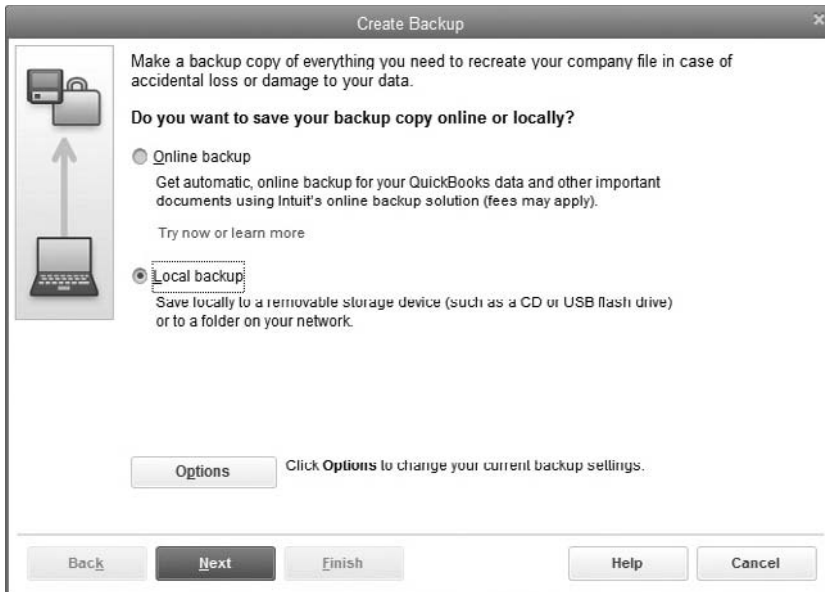 Create Backup
Make a backup copy of everything you need to recreate your company file in case of
accidental loss or damage to your data.
Do you want to save your backup copy online or locally?
Online backup
Get automatic, online backup for your QuickBooks data and other important
documents using Intuit's online backup solution (fees may apply).
Try now or learn more
Local backup
Save locally to a removable storage device (such as a CD or USB flash drive)
or to a folder on your network.
Options Click Options to change your current backup settings.
Back Next Finish Help Cancel